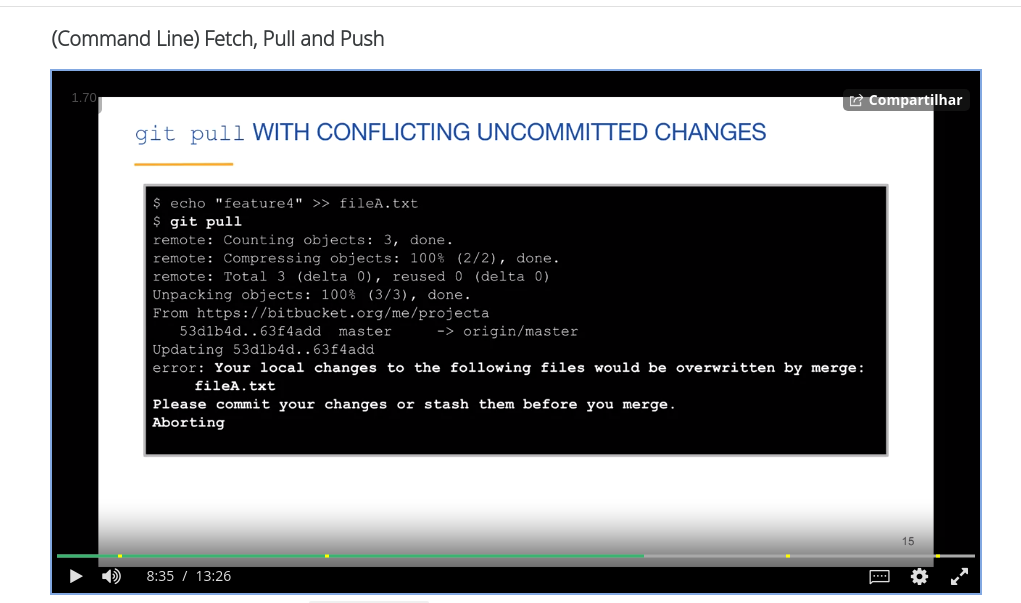 (Command Line) Fetch, Pull and Push
1.70
Compartilhar
git pull WITH CONFLICTING UNCOMMITTED CHANGES
$ echo "feature4" >> fileA.txt
$ git pull
remote: Counting objects: 3, done.
remote: Compressing objects: 100% (2/2), done.
remote: Total 3 (delta 0), reused 0 (delta 0)
Unpacking objects: 100% (3/3), done.
From https://bitbucket.org/me/projecta
53d1b4d..63f4add master -> origin/master
Updating 53d1b4d..63f4add
error: Your local changes to the following files would be overwritten by merge:
fileA.txt
Please commit your changes or stash them before you merge.
Aborting
15
8:35 / 13:26